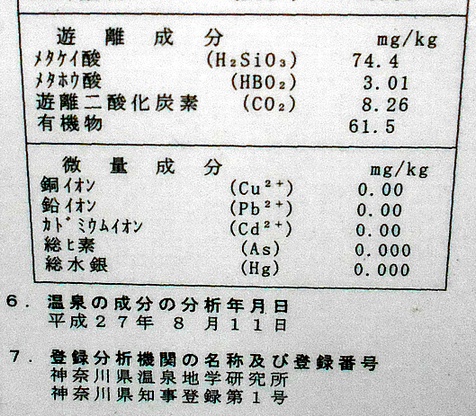 遊離成分 mg/kg
ﾒﾀｹｲ酸 (H₂SiO₃) 74.4
ﾒﾀﾎｳ酸 (HBO₂) 3.01
遊離二酸化炭素 (CO₂) 8.26
有機物 61.5
微量成分 mg/kg
銅ｲｵﾝ (Cu²⁺) 0.00
鉛ｲｵﾝ (Pb²⁺) 0.00
ｶﾄﾞﾐｳﾑｲｵﾝ (Cd²⁺) 0.00
総ﾋ素 (As) 0.000
総水銀 (Hg) 0.000
6. 温泉の成分の分析年月日
平成27年 8月11日
7. 登録分析機関の名称及び登録番号
神奈川県温泉地学研究所
神奈川県知事登録第1号